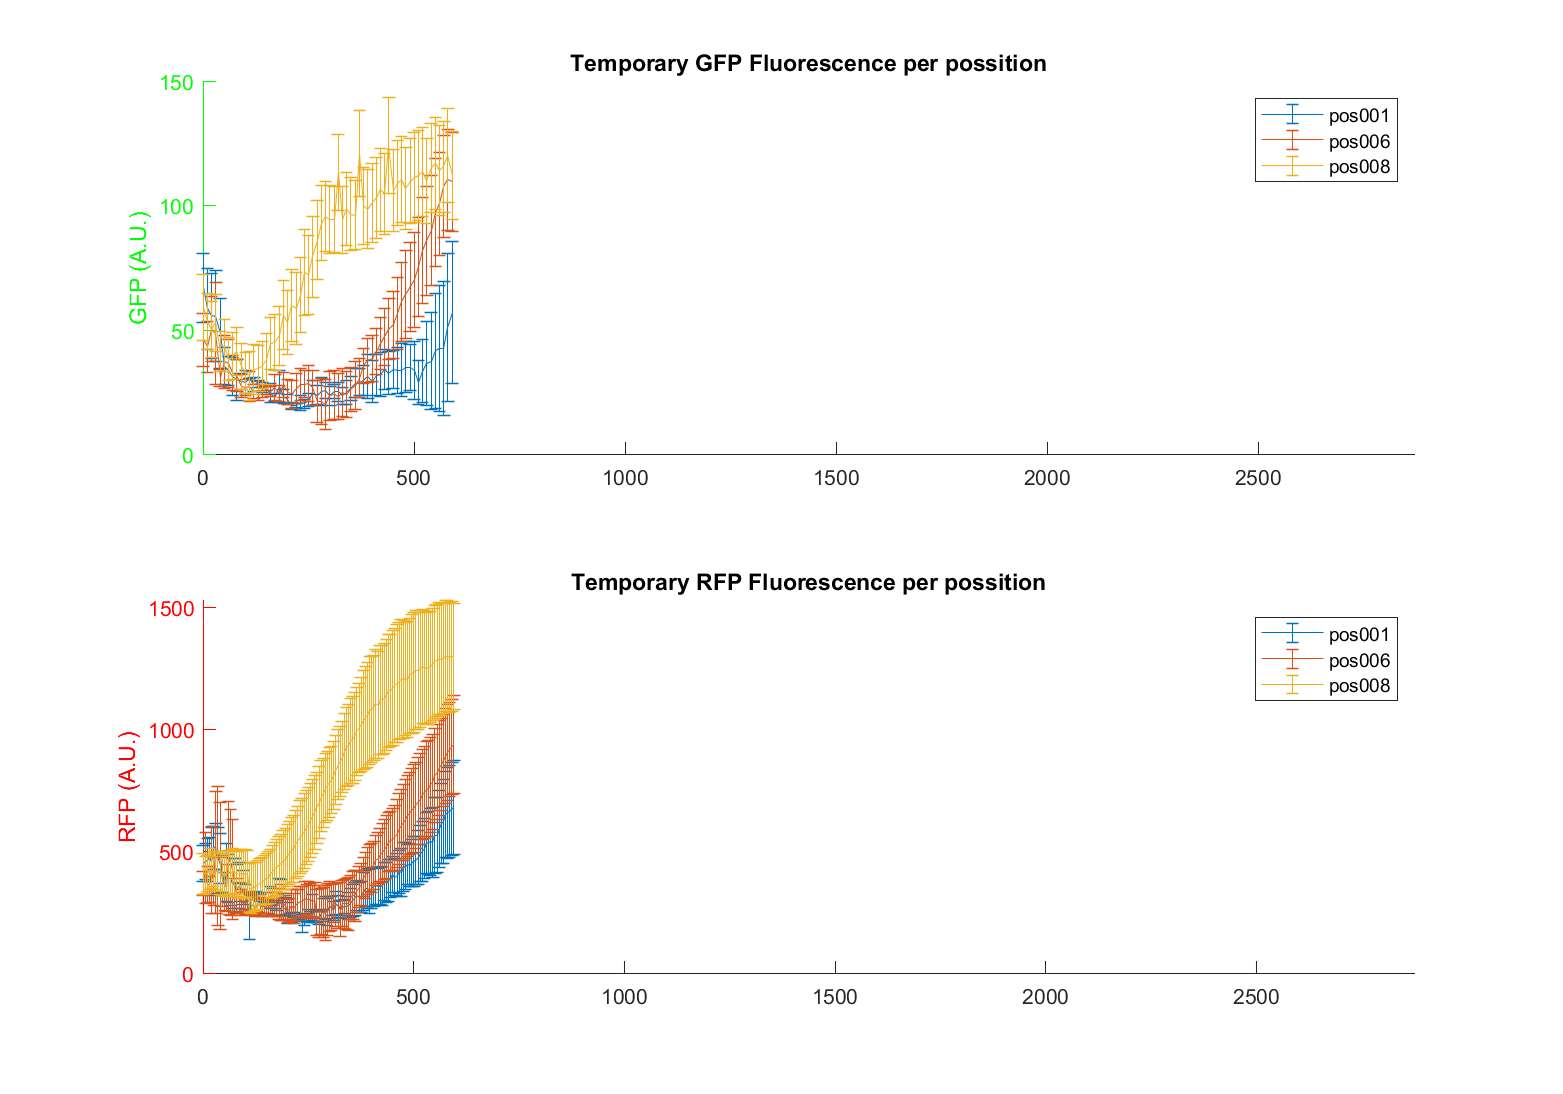 Temporary GFP Fluorescence per possition
GFP (A.U.)
150
100
50
0
0 500 1000 1500 2000 2500
pos001
pos006
pos008
Temporary RFP Fluorescence per possition
RFP (A.U.)
1500
1000
500
0
0 500 1000 1500 2000 2500
pos001
pos006
pos008